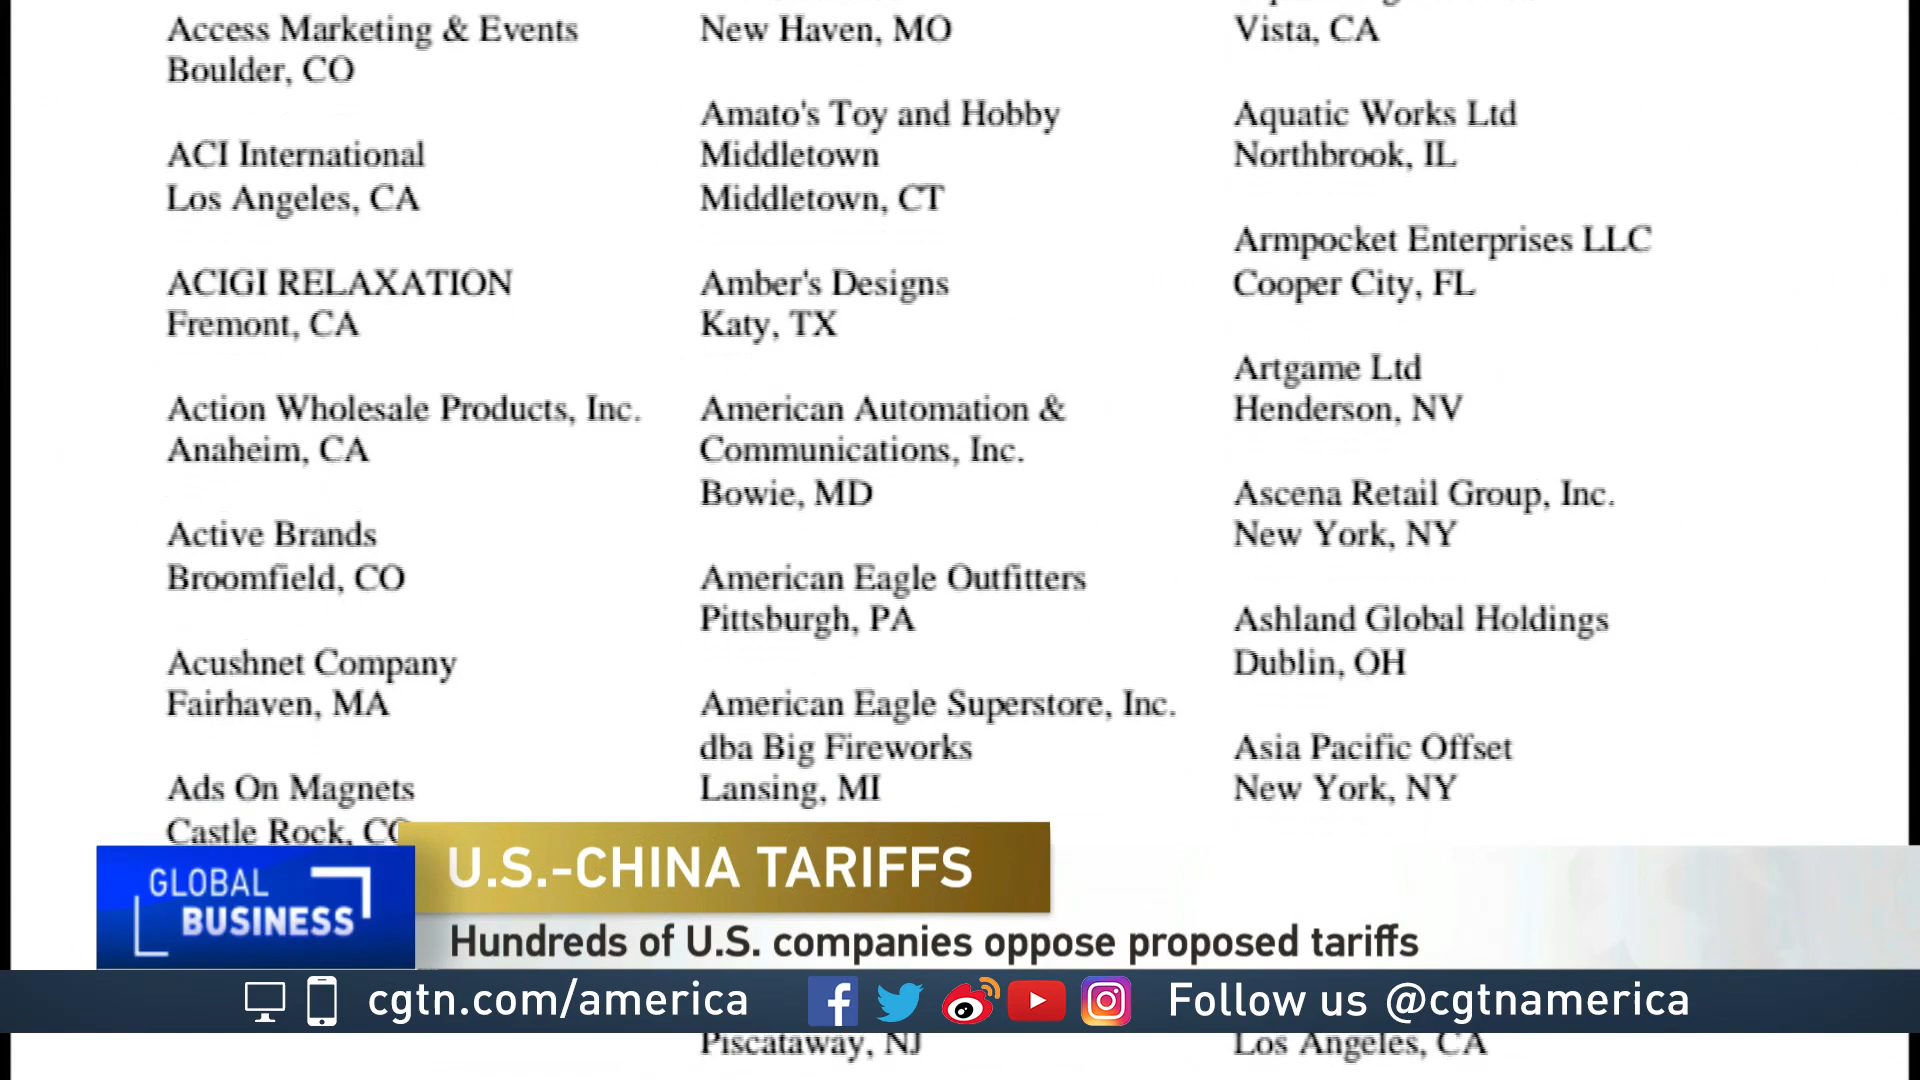 Access Marketing & Events
Boulder, CO
ACI International
Los Angeles, CA
ACIGI RELAXATION
Fremont, CA
Action Wholesale Products, Inc.
Anaheim, CA
Active Brands
Broomfield, CO
Acushnet Company
Fairhaven, MA
Ads On Magnets
Castle Rock, CO
New Haven, MO
Amato's Toy and Hobby
Middletown
Middletown, CT
Amber's Designs
Katy, TX
American Automation &
Communications, Inc.
Bowie, MD
American Eagle Outfitters
Pittsburgh, PA
American Eagle Superstore, Inc.
dba Big Fireworks
Lansing, MI
Piscataway, NJ
Vista, CA
Aquatic Works Ltd
Northbrook, IL
Armpocket Enterprises LLC
Cooper City, FL
Artgame Ltd
Henderson, NV
Ascena Retail Group, Inc.
New York, NY
Ashland Global Holdings
Dublin, OH
Asia Pacific Offset
New York, NY
Los Angeles, CA
GLOBAL
BUSINESS
U.S.-CHINA TARIFFS
Hundreds of U.S. companies oppose proposed tariffs
cgtn.com/america
Follow us @cgtnamerica